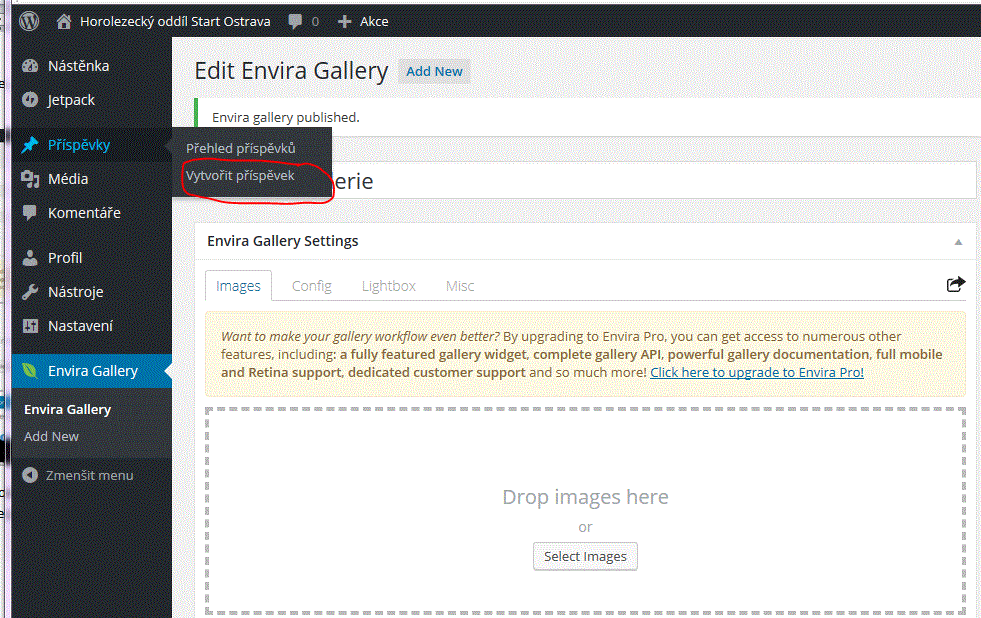 Horolezecký oddíl Start Ostrava 0 Akce
Nástěnka
Jetpack
Příspěvky
Přehled příspěvků
Vytvořit příspěvek
Média
Komentáře
Profil
Nástroje
Nastavení
Envira Gallery
Envira Gallery
Add New
Zmenšit menu
Edit Envira Gallery Add New
Envira gallery published.
erie
Envira Gallery Settings
Images Config Lightbox Misc
Want to make your gallery workflow even better? By upgrading to Envira Pro, you can get access to numerous other
features, including: a fully featured gallery widget, complete gallery API, powerful gallery documentation, full mobile
and Retina support, dedicated customer support and so much more! Click here to upgrade to Envira Pro!
Drop images here
or
Select Images